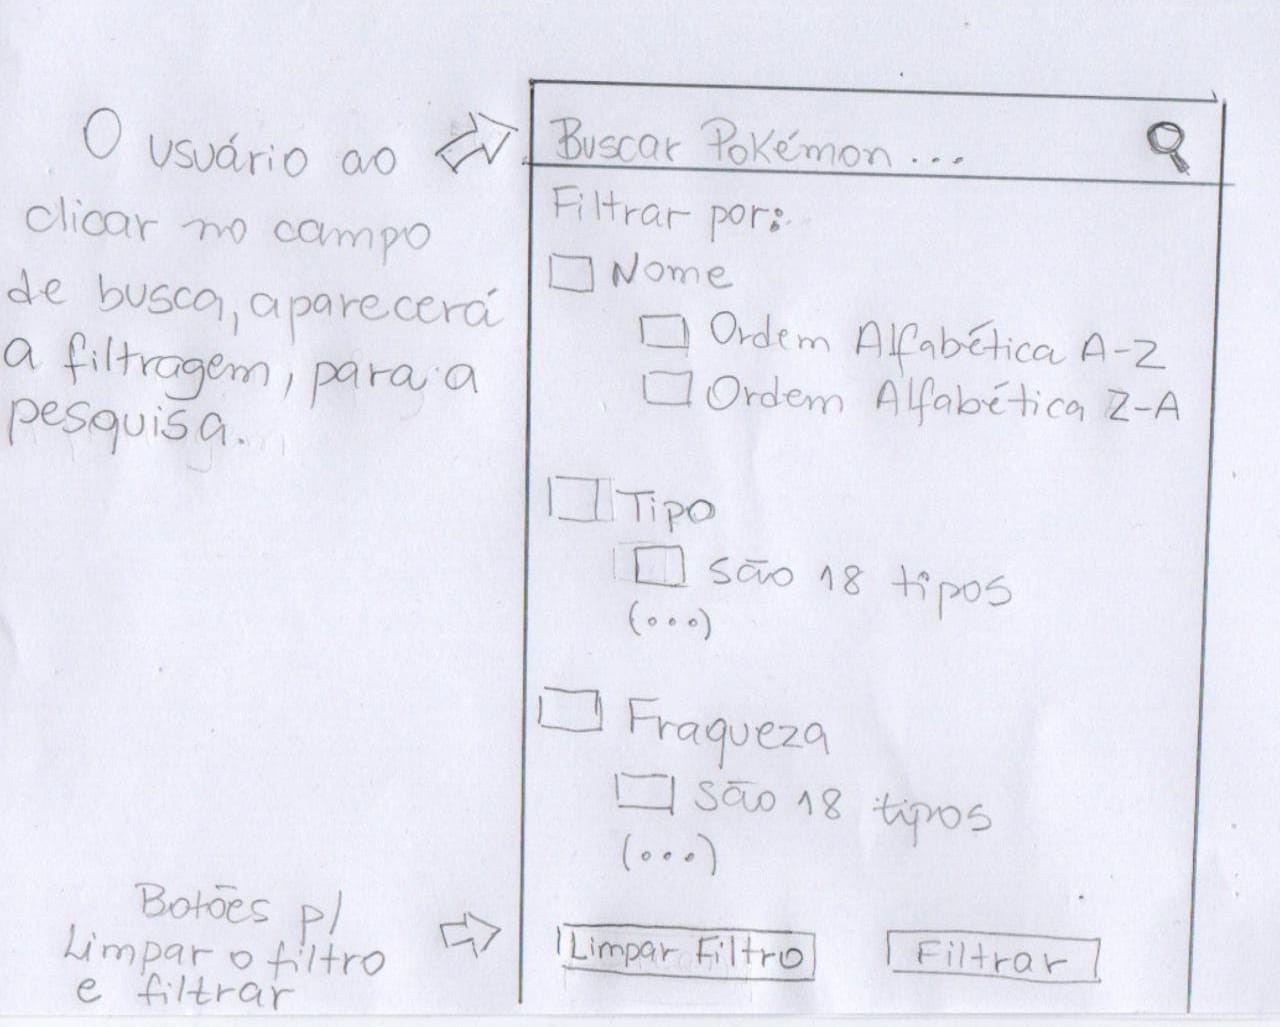 O usuário ao
clicar no campo
de busca, aparecerá
a filtragem, para a
pesquisa.
Botões p/
Limpar o filtro
e filtrar
Buscar Pokémon...
Filtrar por:
Nome
Ordem Alfabética A-Z
Ordem Alfabética Z-A
Tipo
são 18 tipos
(...)
Fraqueza
são 18 tipos
(...)
Limpar Filtro
Filtrar